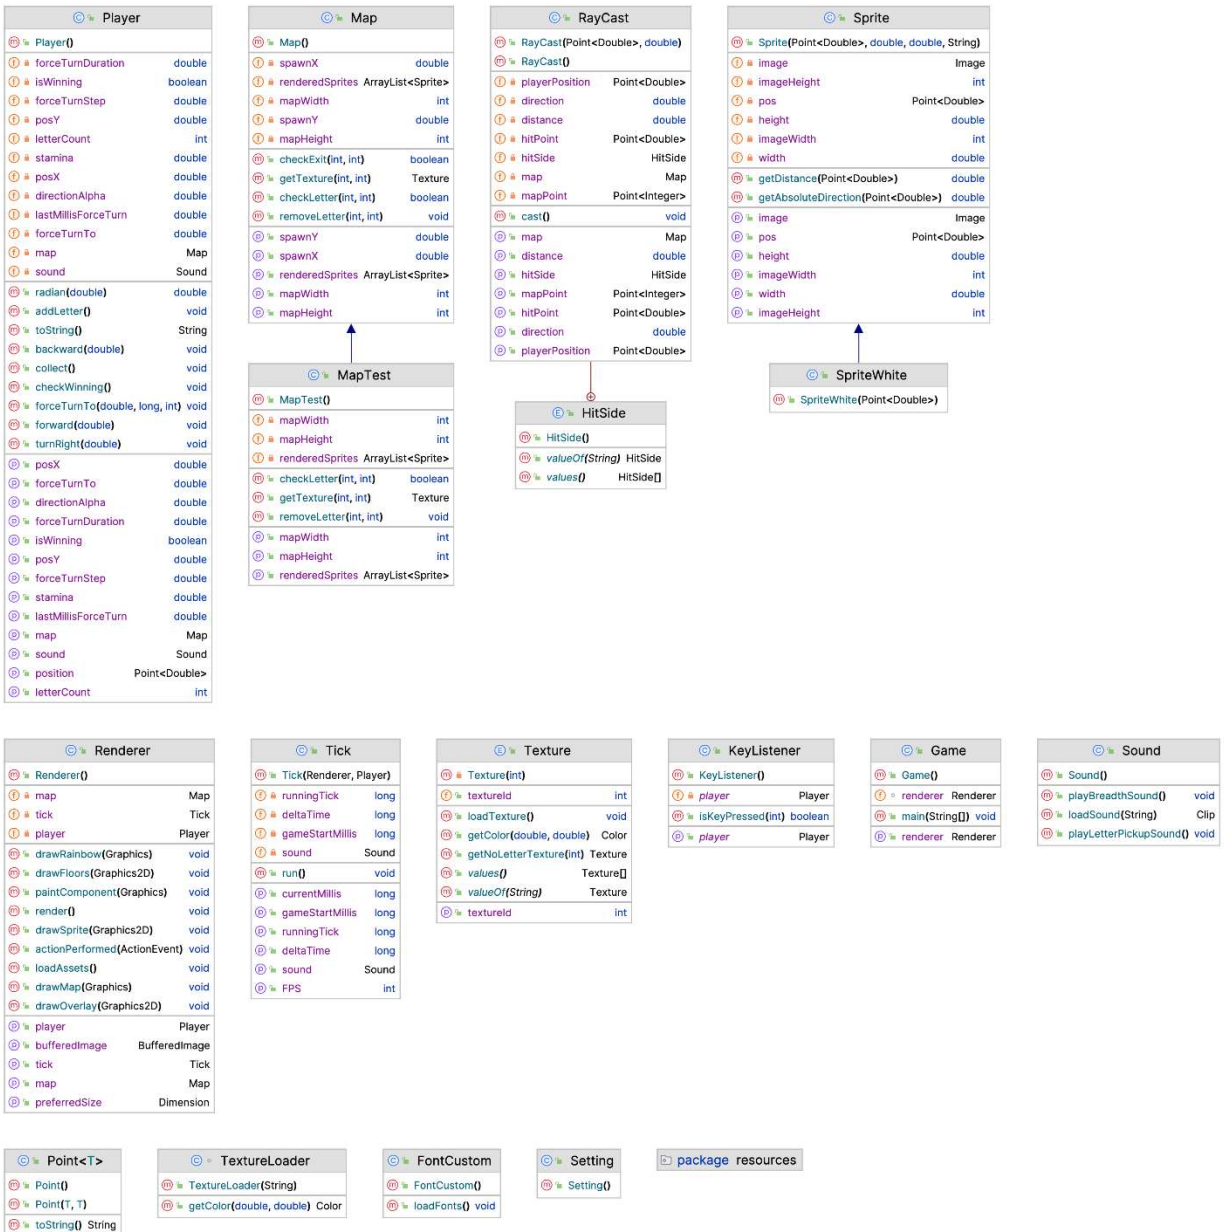 Player
Player()
forceTurnDuration double
isWinning boolean
forceTurnStep double
posY double
letterCount int
stamina double
posX double
directionAlpha double
lastMillisForceTurn double
forceTurnTo double
map Map
sound Sound
radian(double) double
addLetter() void
toString() String
backward(double) void
collect() void
checkWinning() void
forceTurnTo(double, long, int) void
forward(double) void
turnRight(double) void
posX double
forceTurnTo double
directionAlpha double
forceTurnDuration double
isWinning boolean
posY double
forceTurnStep double
stamina double
lastMillisForceTurn double
map Map
sound Sound
position Point<Double>
letterCount int
Map
Map()
spawnX double
renderedSprites ArrayList<Sprite>
mapWidth int
spawnY double
mapHeight int
checkExit(int, int) boolean
getTexture(int, int) Texture
checkLetter(int, int) boolean
removeLetter(int, int) void
spawnY double
spawnX double
renderedSprites ArrayList<Sprite>
mapWidth int
mapHeight int
MapTest
MapTest()
mapWidth int
mapHeight int
renderedSprites ArrayList<Sprite>
checkLetter(int, int) boolean
getTexture(int, int) Texture
removeLetter(int, int) void
mapWidth int
mapHeight int
renderedSprites ArrayList<Sprite>
RayCast
RayCast(Point<Double>, double)
RayCast()
playerPosition Point<Double>
direction double
distance double
hitPoint Point<Double>
hitSide HitSide
map Map
mapPoint Point<Integer>
cast() void
map Map
distance double
hitSide HitSide
mapPoint Point<Integer>
hitPoint Point<Double>
direction double
playerPosition Point<Double>
HitSide
HitSide()
valueOf(String) HitSide
values() HitSide[]
Sprite
Sprite(Point<Double>, double, double, String)
image Image
imageHeight int
pos Point<Double>
height double
imageWidth int
width double
getDistance(Point<Double>) double
getAbsoluteDirection(Point<Double>) double
image Image
pos Point<Double>
height double
imageWidth int
width double
imageHeight int
SpriteWhite
SpriteWhite(Point<Double>)
Renderer
Renderer()
map Map
tick Tick
player Player
drawRainbow(Graphics) void
drawFloors(Graphics2D) void
paintComponent(Graphics) void
render() void
drawSprite(Graphics2D) void
actionPerformed(ActionEvent) void
loadAssets() void
drawMap(Graphics) void
drawOverlay(Graphics2D) void
player Player
bufferedImage BufferedImage
tick Tick
map Map
preferredSize Dimension
Tick
Tick(Renderer, Player)
runningTick long
deltaTime long
gameStartMillis long
sound Sound
run() void
currentMillis long
gameStartMillis long
runningTick long
deltaTime long
sound Sound
FPS int
Texture
Texture(int)
textureId int
loadTexture() void
getColor(double, double) Color
getNoLetterTexture(int) Texture
values() Texture[]
valueOf(String) Texture
textureId int
KeyListener
KeyListener()
player Player
isKeyPressed(int) boolean
player Player
Game
Game()
renderer Renderer
main(String[]) void
renderer Renderer
Sound
Sound()
playBreadthSound() void
loadSound(String) Clip
playLetterPickupSound() void
Point<T>
Point()
Point(T, T)
toString() String
TextureLoader
TextureLoader(String)
getColor(double, double) Color
FontCustom
FontCustom()
loadFonts() void
Setting
Setting()
package resources